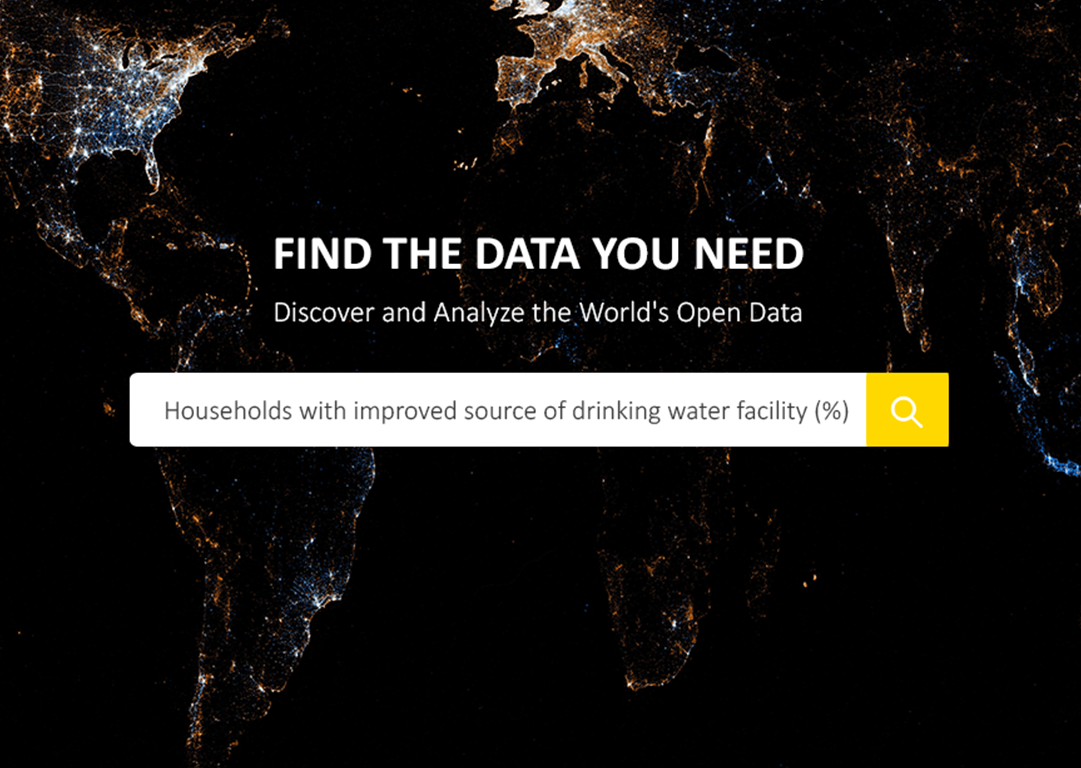 FIND THE DATA YOU NEED
Discover and Analyze the World's Open Data
Households with improved source of drinking water facility (%)